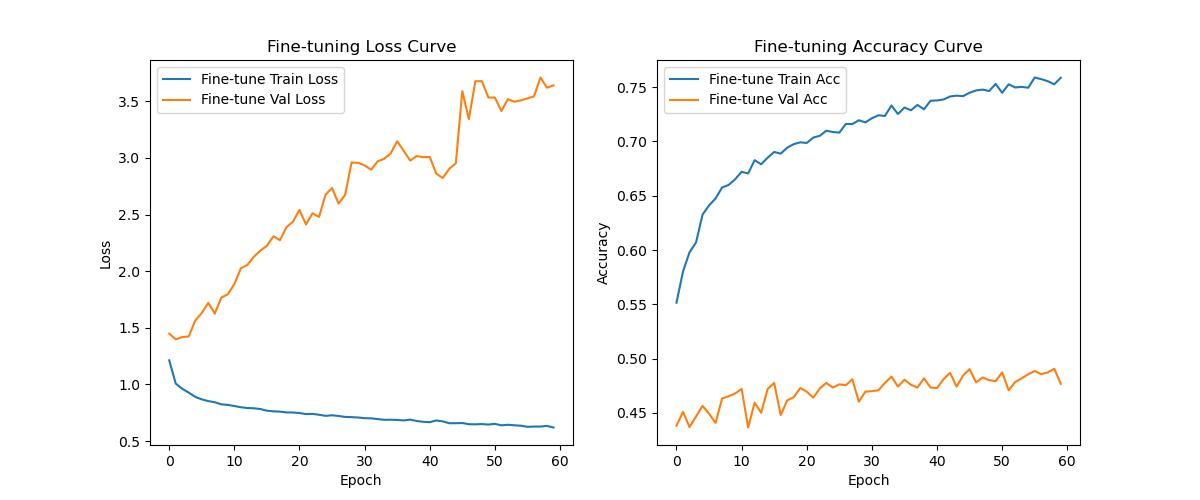 Fine-tuning Loss Curve
Fine-tune Train Loss
Fine-tune Val Loss
3.5
3.0
2.5
2.0
1.5
1.0
0.5
Loss
0 10 20 30 40 50 60
Epoch
Fine-tuning Accuracy Curve
Fine-tune Train Acc
Fine-tune Val Acc
0.75
0.70
0.65
0.60
0.55
0.50
0.45
Accuracy
0 10 20 30 40 50 60
Epoch